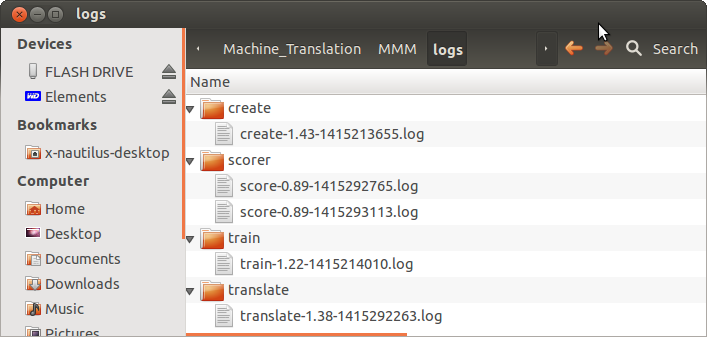 logs
Devices
FLASH DRIVE
WD Elements
Bookmarks
x-nautilus-desktop
Computer
Home
Desktop
Documents
Downloads
Music
Pictures
Machine_Translation MMM logs Search
Name
create
create-1.43-1415213655.log
scorer
score-0.89-1415292765.log
score-0.89-1415293113.log
train
train-1.22-1415214010.log
translate
translate-1.38-1415292263.log